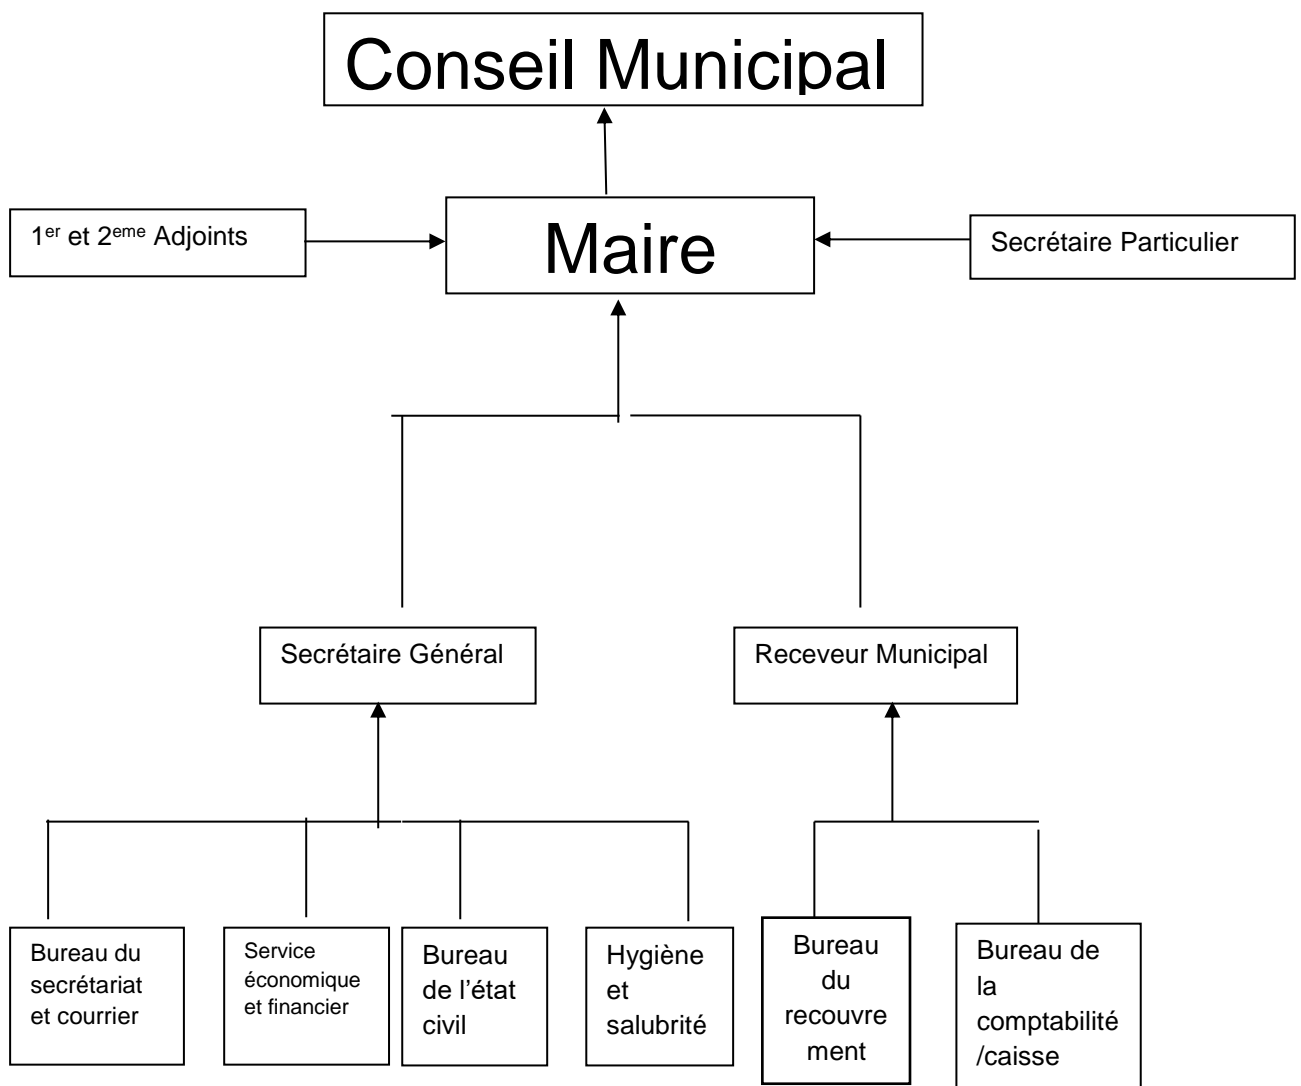 Conseil Municipal
Maire
1er et 2eme Adjoints
Secrétaire Particulier
Secrétaire Général
Receveur Municipal
Bureau du
secrétariat
et courrier
Service
économique
et financier
Bureau
de l’état
civil
Hygiène
et
salubrité
Bureau
du
recouvre
ment
Bureau de
la
comptabilité
/caisse